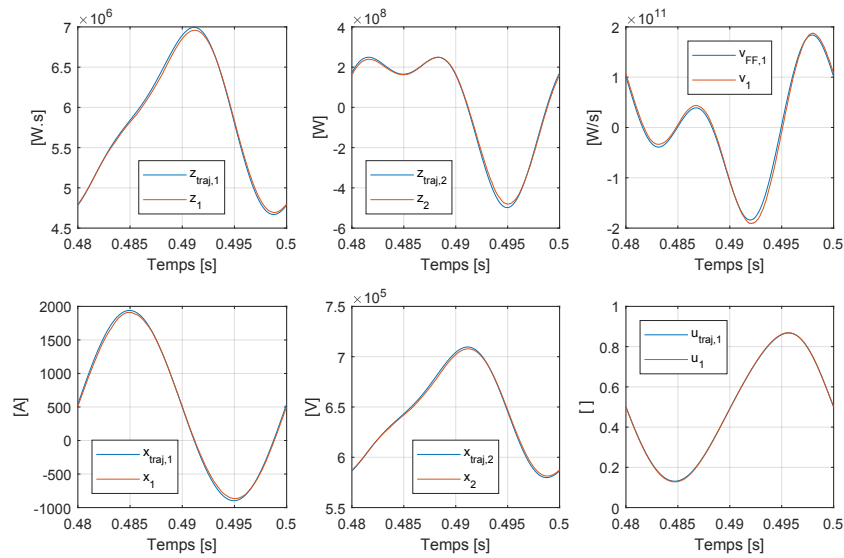 × 10⁶
7
6.5
6
5.5
5
4.5
[W.s]
z_traj,1
z_1
0.48 0.485 0.49 0.495 0.5
Temps [s]
× 10⁸
4
2
0
-2
-4
-6
[W]
z_traj,2
z_2
0.48 0.485 0.49 0.495 0.5
Temps [s]
× 10¹¹
2
1
0
-1
-2
[W/s]
v_FF,1
v_1
0.48 0.485 0.49 0.495 0.5
Temps [s]
2000
1500
1000
500
0
-500
-1000
[A]
x_traj,1
x_1
0.48 0.485 0.49 0.495 0.5
Temps [s]
× 10⁵
7.5
7
6.5
6
5.5
[V]
x_traj,2
x_2
0.48 0.485 0.49 0.495 0.5
Temps [s]
1
0.8
0.6
0.4
0.2
0
[ ]
u_traj,1
u_1
0.48 0.485 0.49 0.495 0.5
Temps [s]